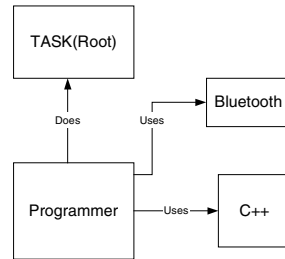 TASK(Root)
Does
Uses
Bluetooth
Programmer
Uses
C++